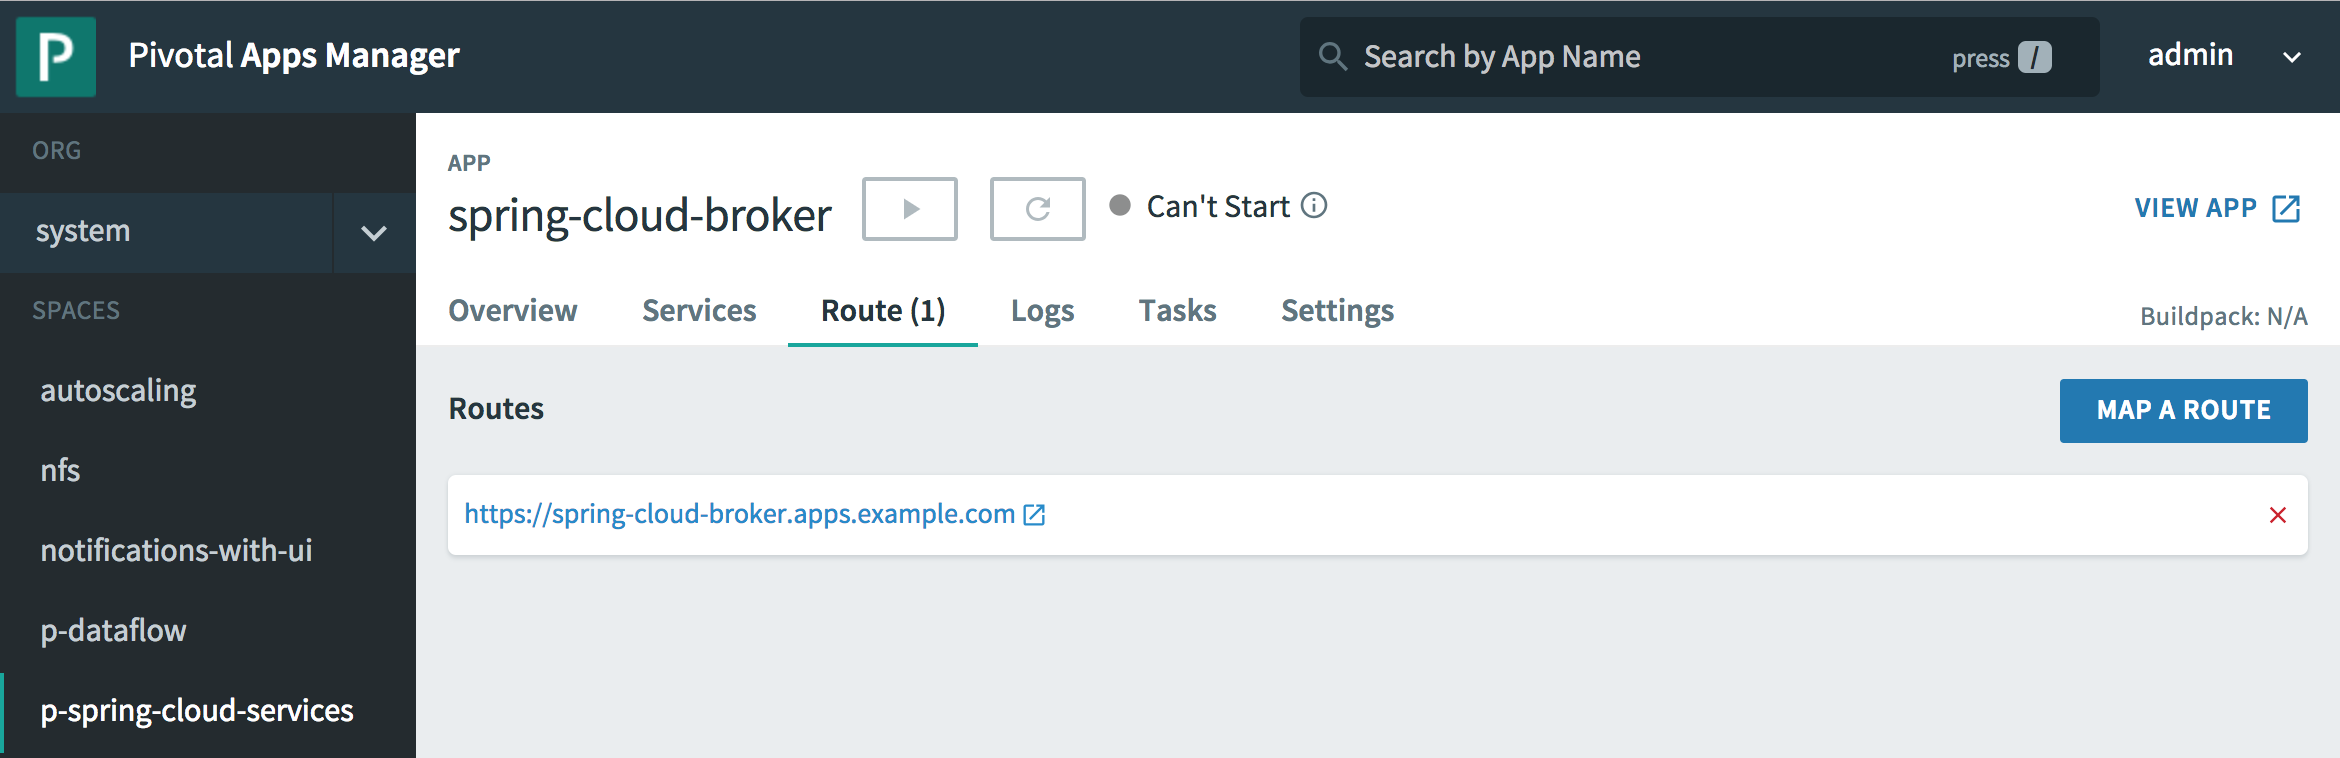 P
Pivotal Apps Manager
Search by App Name
press /
admin
ORG
system
SPACES
autoscaling
nfs
notifications-with-ui
p-dataflow
p-spring-cloud-services
APP
spring-cloud-broker
Can't Start
VIEW APP
Overview Services Route (1) Logs Tasks Settings
Buildpack: N/A
Routes
MAP A ROUTE
https://spring-cloud-broker.apps.example.com